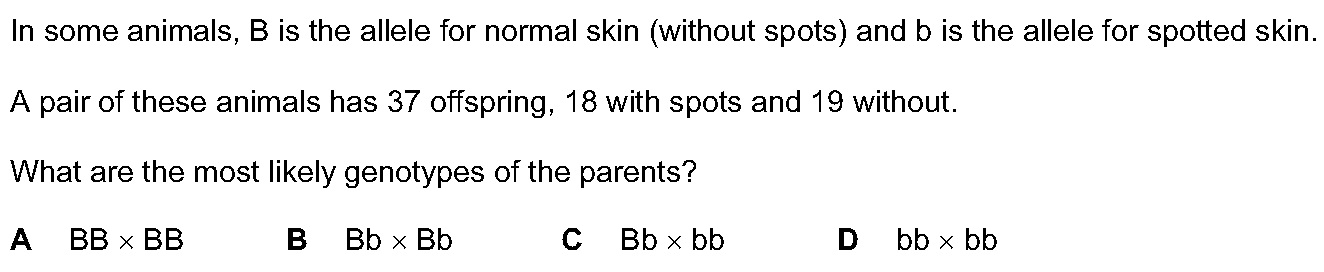 In some animals, B is the allele for normal skin (without spots) and b is the allele for spotted skin.
A pair of these animals has 37 offspring, 18 with spots and 19 without.
What are the most likely genotypes of the parents?
A BB × BB B Bb × Bb C Bb × bb D bb × bb